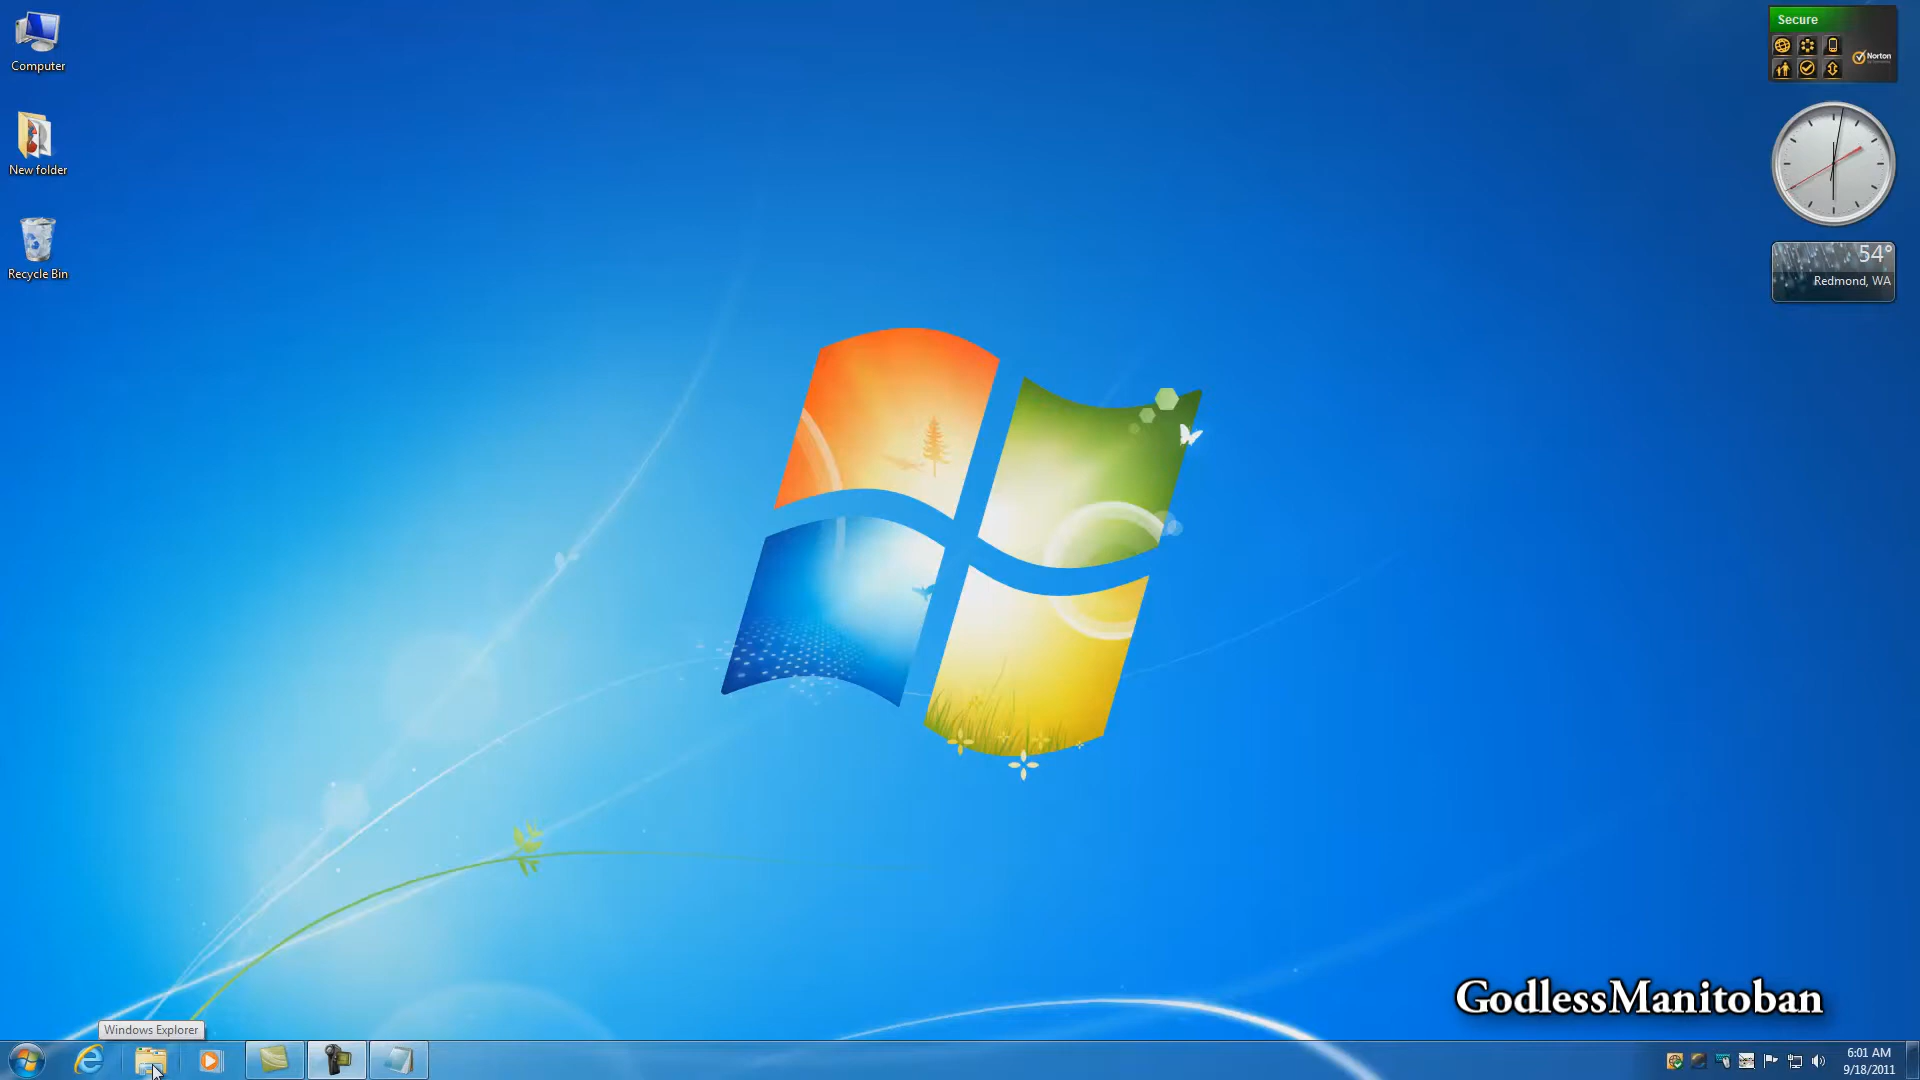 Computer
New folder
Recycle Bin
Secure
Norton
54°
Redmond, WA
GodlessManitoban
Windows Explorer
6:01 AM
9/18/2011